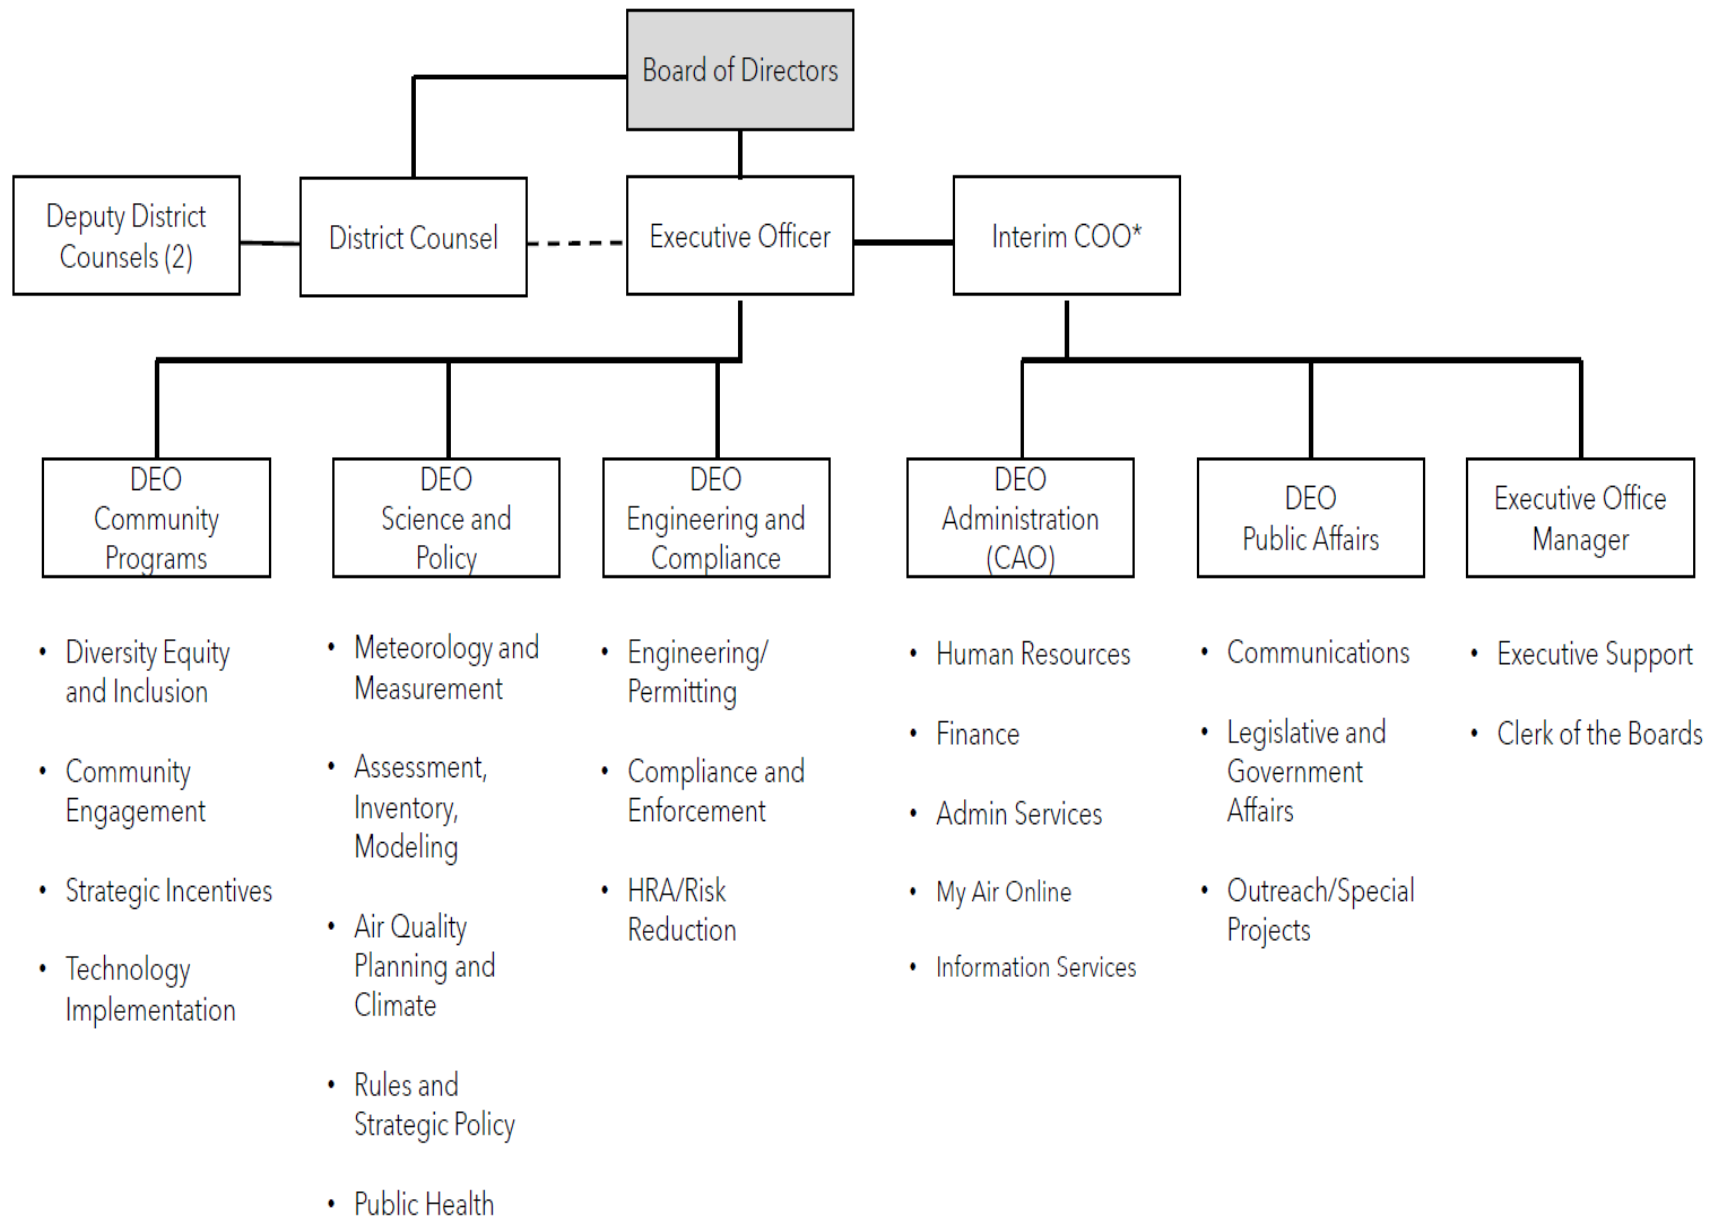 Board of Directors
Deputy District
Counsels (2)
District Counsel
Executive Officer
Interim COO*
DEO
Community
Programs
DEO
Science and
Policy
DEO
Engineering and
Compliance
DEO
Administration
(CAO)
DEO
Public Affairs
Executive Office
Manager
• Diversity Equity
and Inclusion
• Community
Engagement
• Strategic Incentives
• Technology
Implementation
• Meteorology and
Measurement
• Assessment,
Inventory,
Modeling
• Air Quality
Planning and
Climate
• Rules and
Strategic Policy
• Public Health
• Engineering/
Permitting
• Compliance and
Enforcement
• HRA/Risk
Reduction
• Human Resources
• Finance
• Admin Services
• My Air Online
• Information Services
• Communications
• Legislative and
Government
Affairs
• Outreach/Special
Projects
• Executive Support
• Clerk of the Boards